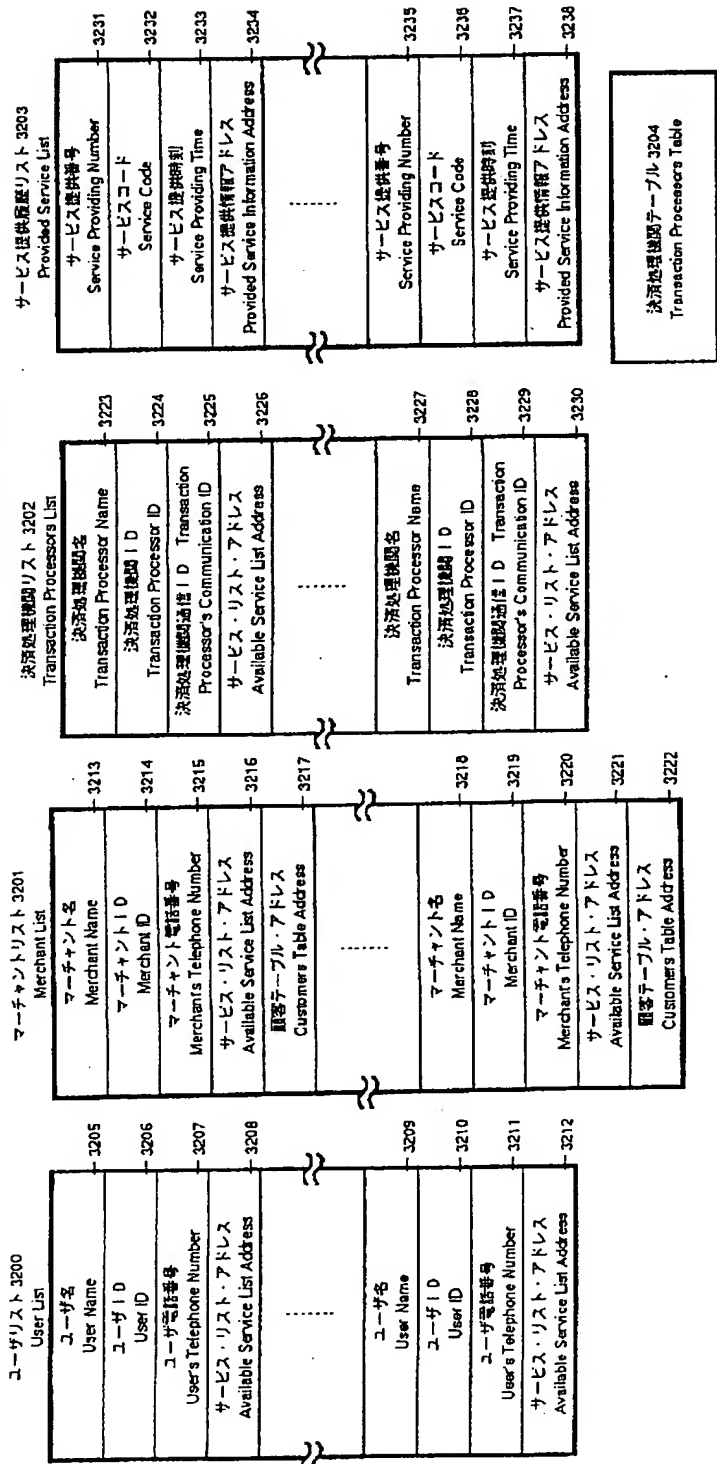 ユーザリスト 3200
User List
ユーザ名
User Name
3205
ユーザID
User ID
3206
ユーザ電話番号
User's Telephone Number
3207
サービス・リスト・アドレス
Available Service List Address
3208
ユーザ名
User Name
3209
ユーザID
User ID
3210
ユーザ電話番号
User's Telephone Number
3211
サービス・リスト・アドレス
Available Service List Address
3212
マーチャントリスト 3201
Merchant List
マーチャント名
Merchant Name
3213
マーチャントID
Merchant ID
3214
マーチャント電話番号
Merchant's Telephone Number
3215
サービス・リスト・アドレス
Available Service List Address
3216
顧客テーブル・アドレス
Customers Table Address
3217
マーチャント名
Merchant Name
3218
マーチャントID
Merchant ID
3219
マーチャント電話番号
Merchant's Telephone Number
3220
サービス・リスト・アドレス
Available Service List Address
3221
顧客テーブル・アドレス
Customers Table Address
3222
決済処理機関リスト 3202
Transaction Processors List
決済処理機関名
Transaction Processor Name
3223
決済処理機関ID
Transaction Processor ID
3224
決済処理機関通信ID Transaction
Processor's Communication ID
3225
サービス・リスト・アドレス
Available Service List Address
3226
決済処理機関名
Transaction Processor Name
3227
決済処理機関ID
Transaction Processor ID
3228
決済処理機関通信ID Transaction
Processor's Communication ID
3229
サービス・リスト・アドレス
Available Service List Address
3230
サービス提供履歴リスト 3203
Provided Service List
サービス提供番号
Service Providing Number
3231
サービスコード
Service Code
3232
サービス提供時刻
Service Providing Time
3233
サービス提供情報アドレス
Provided Service Information Address
3234
サービス提供番号
Service Providing Number
3235
サービスコード
Service Code
3236
サービス提供時刻
Service Providing Time
3237
サービス提供情報アドレス
Provided Service Information Address
3238
決済処理機関テーブル 3204
Transaction Processors Table